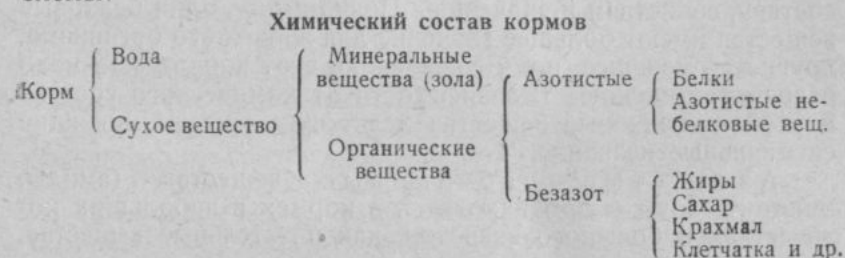 Химический состав кормов
Корм
Вода
Сухое вещество
Минеральные
вещества (зола)
Органические
вещества
Азотистые
Безазот
Белки
Азотистые не-
белковые вещ.
Жиры
Сахар
Крахмал
Клетчатка и др.